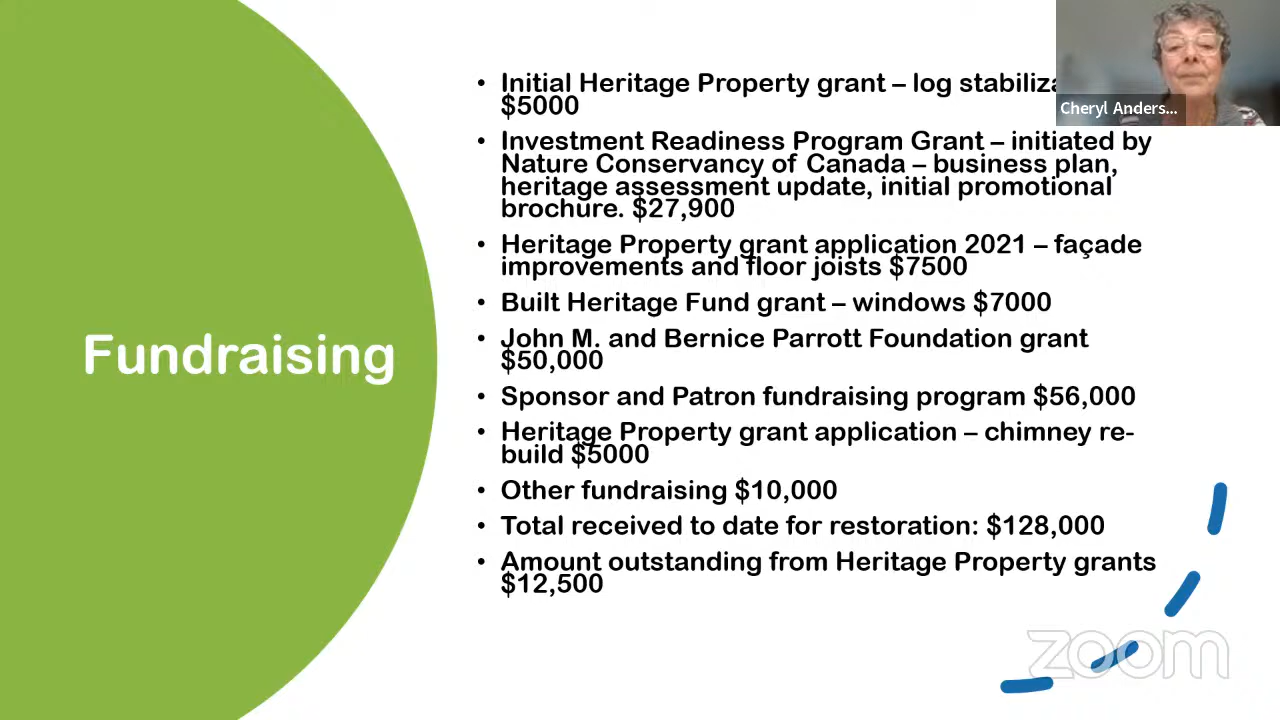 Fundraising
• Initial Heritage Property grant – log
$5000
• Investment Readiness Program Grant – initiated by
Nature Conservancy of Canada – business plan,
heritage assessment update, initial promotional
brochure. $27,900
• Heritage Property grant application 2021 – façade
improvements and floor joists $7500
• Built Heritage Fund grant – windows $7000
• John M. and Bernice Parrott Foundation grant
$50,000
• Sponsor and Patron fundraising program $56,000
• Heritage Property grant application – chimney re-
build $5000
• Other fundraising $10,000
• Total received to date for restoration: $128,000
• Amount outstanding from Heritage Property grants
$12,500
Cheryl Anders...
zoom